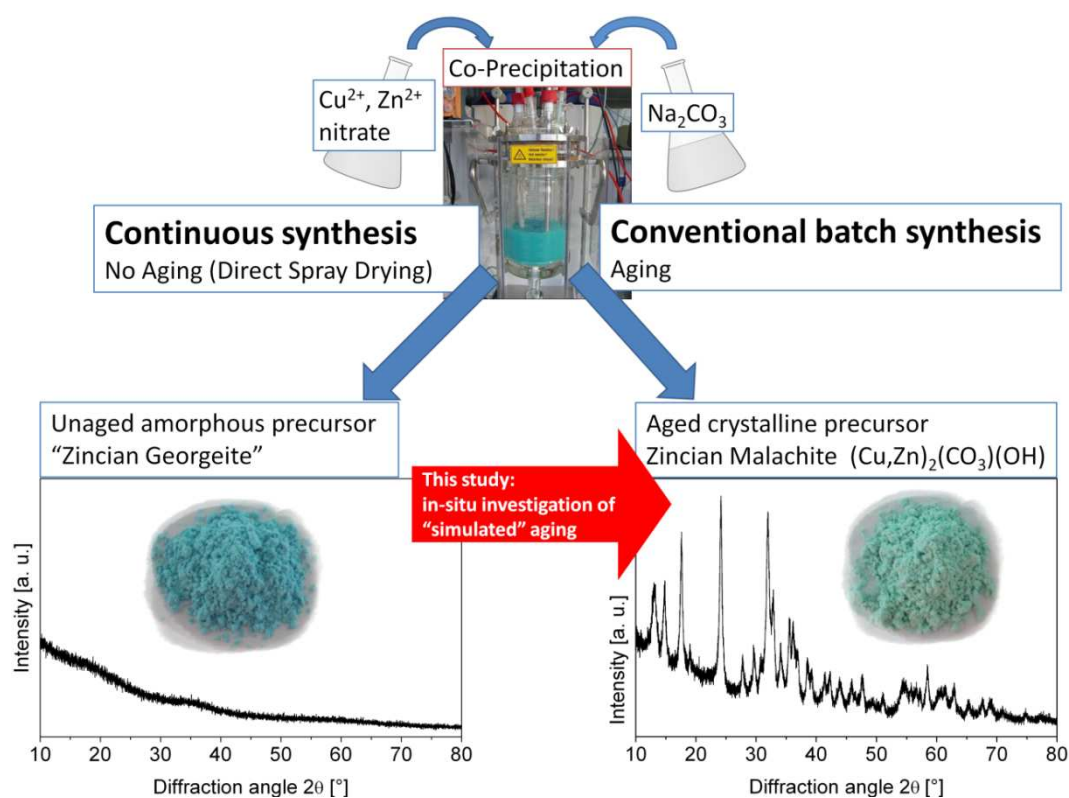 Co-Precipitation
Cu²⁺, Zn²⁺
nitrate
Na₂CO₃
Continuous synthesis
No Aging (Direct Spray Drying)
Conventional batch synthesis
Aging
Unaged amorphous precursor
“Zincian Georgeite”
This study:
in-situ investigation of
“simulated” aging
Aged crystalline precursor
Zincian Malachite (Cu,Zn)₂(CO₃)(OH)
Intensity [a. u.]
10 20 30 40 50 60 70 80
Diffraction angle 2θ [°]
Intensity [a. u.]
10 20 30 40 50 60 70 80
Diffraction angle 2θ [°]